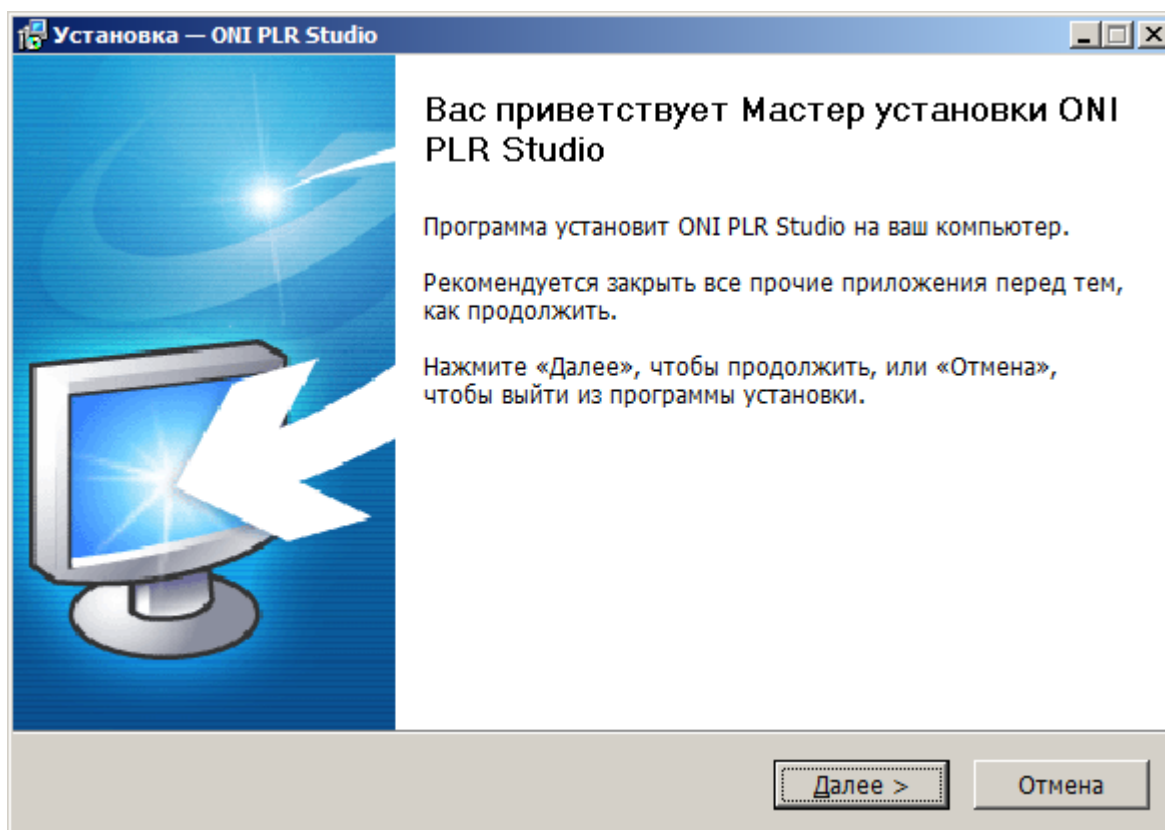 Установка — ONI PLR Studio
Вас приветствует Мастер установки ONI
PLR Studio
Программа установит ONI PLR Studio на ваш компьютер.
Рекомендуется закрыть все прочие приложения перед тем,
как продолжить.
Нажмите «Далее», чтобы продолжить, или «Отмена»,
чтобы выйти из программы установки.
Далее >
Отмена